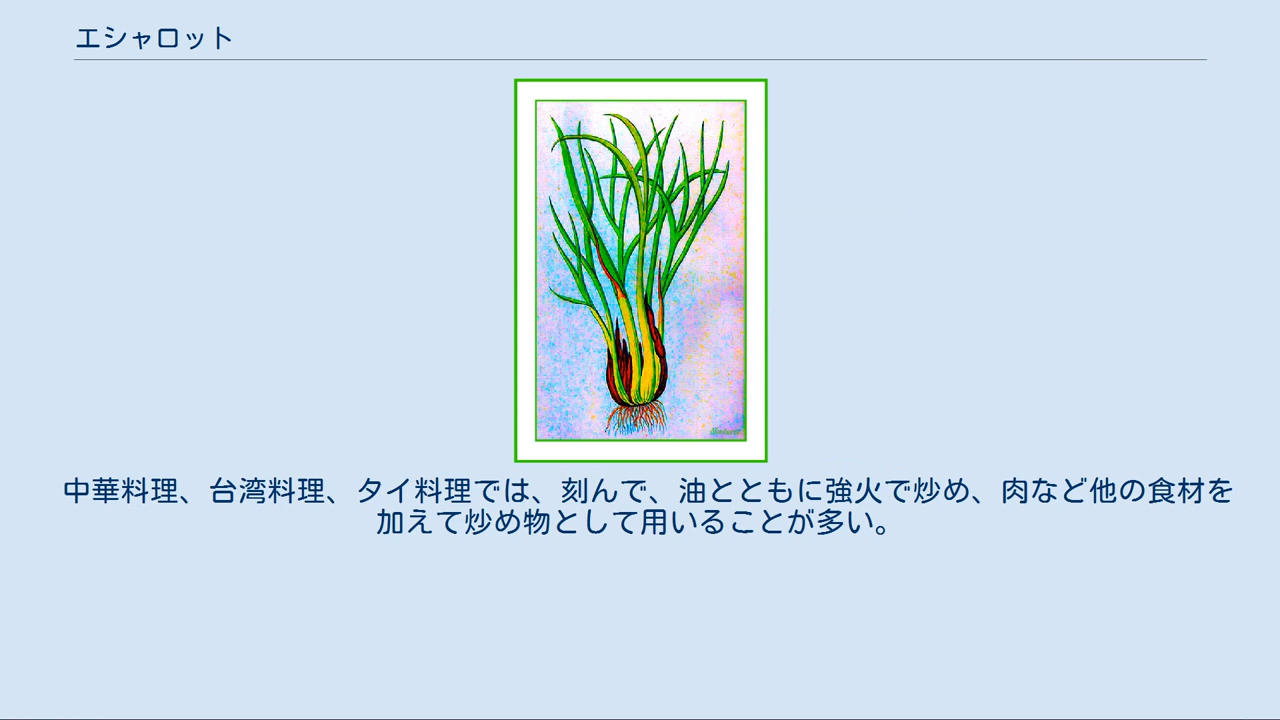 エシャロット
中華料理、台湾料理、タイ料理では、刻んで、油とともに強火で炒め、肉など他の食材を
加えて炒め物として用いることが多い。